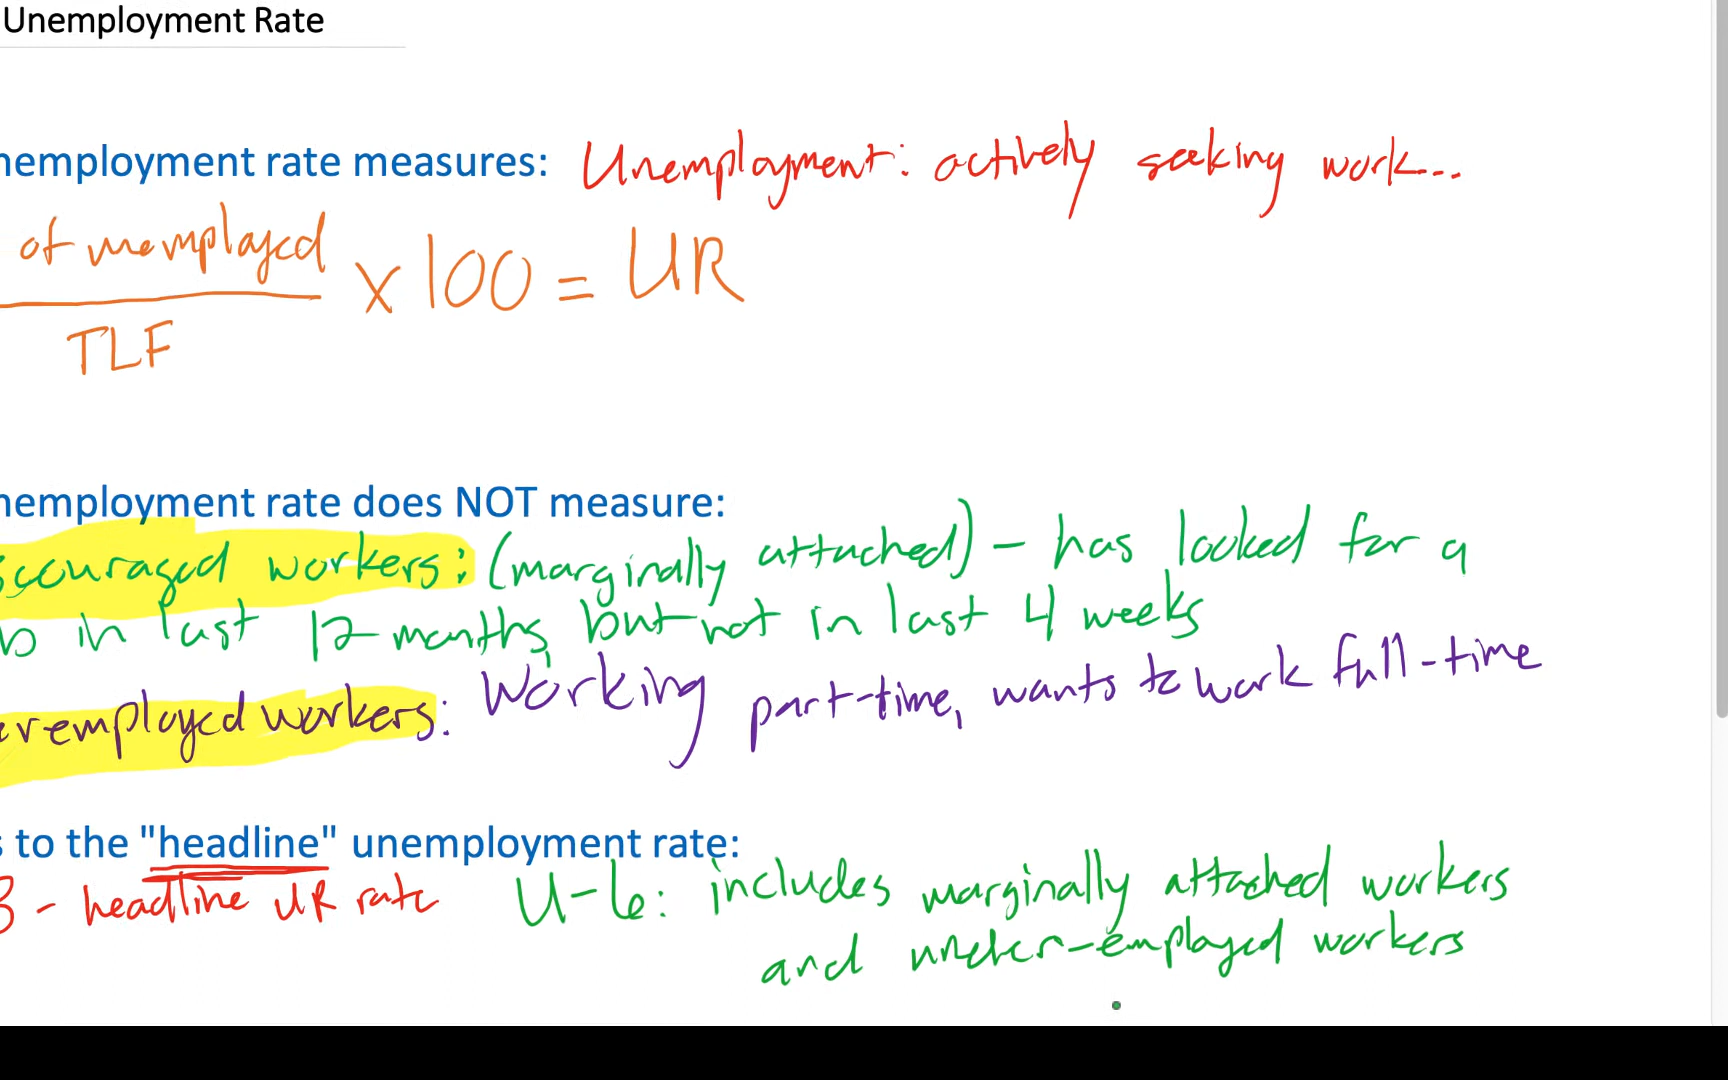 Unemployment Rate
nemployment rate measures: Unemployment: actively seeking work...
of unemployed
TLF
x 100 = UR
nemployment rate does NOT measure:
scouraged workers: (marginally attached) - has looked for a
b in last 12 months, but not in last 4 weeks
eremployed workers: Working part-time, wants to work full-time
s to the "headline" unemployment rate:
3 - headline UR rate
U-6: includes marginally attached workers
and under-employed workers